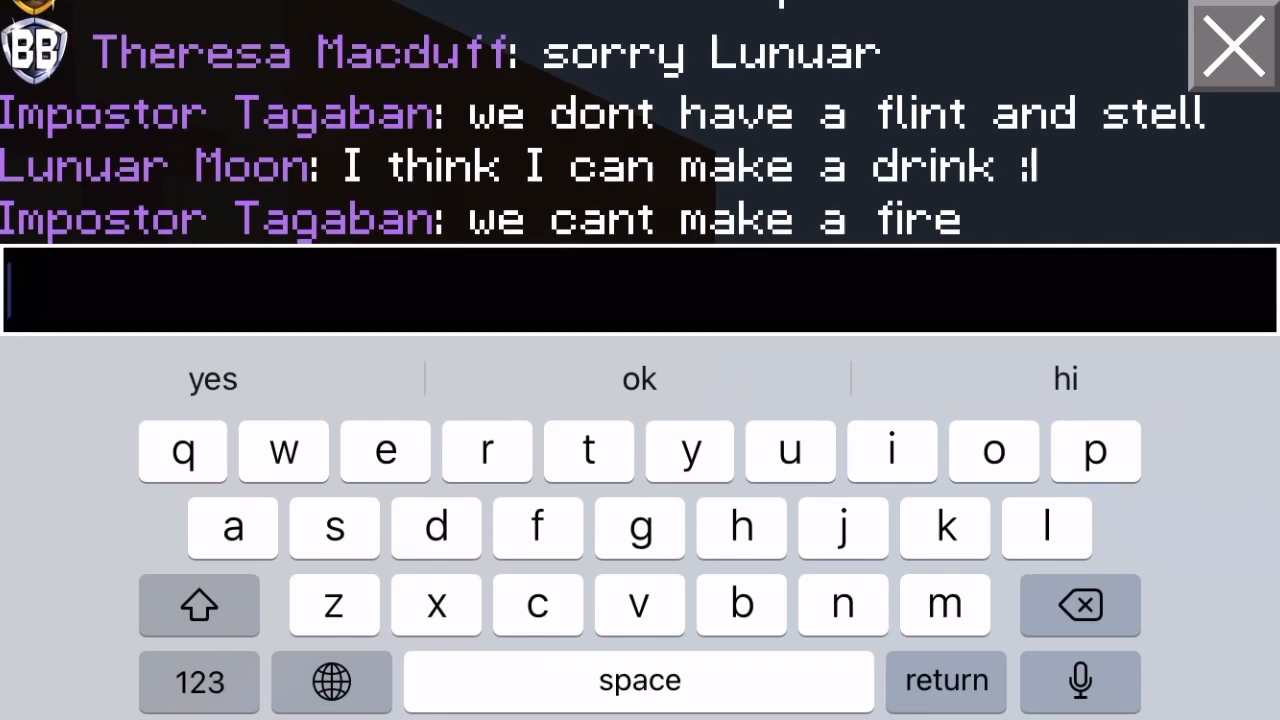 BB Theresa Macduff: sorry Lunuar
Impostor Tagaban: we dont have a flint and stell
Lunuar Moon: I think I can make a drink :l
Impostor Tagaban: we cant make a fire
yes ok hi
q w e r t y u i o p
a s d f g h j k l
z x c v b n m
123 space return